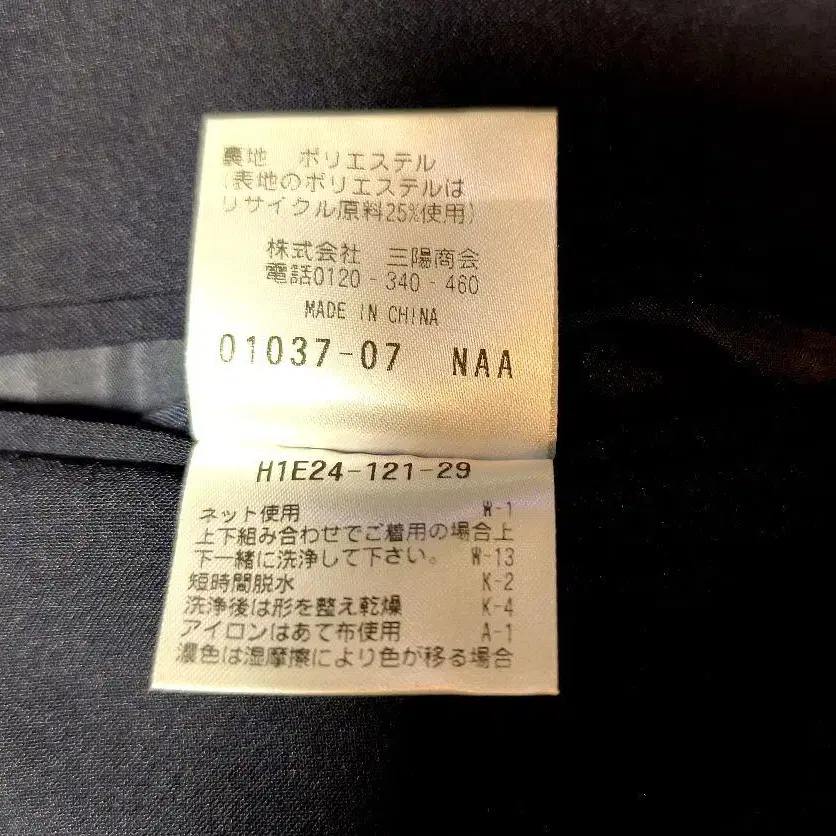 裏地　ポリエステル
(表地のポリエステルは
リサイクル原料25%使用)
株式会社　三陽商会
電話0120-340-460
MADE IN CHINA
01037-07 NAA
H1E24-121-29
ネット使用 W-1
上下組み合わせでご着用の場合上
下一緒に洗浄して下さい。 W-13
短時間脱水 K-2
洗浄後は形を整え乾燥 K-4
アイロンはあて布使用 A-1
濃色は湿摩擦により色が移る場合